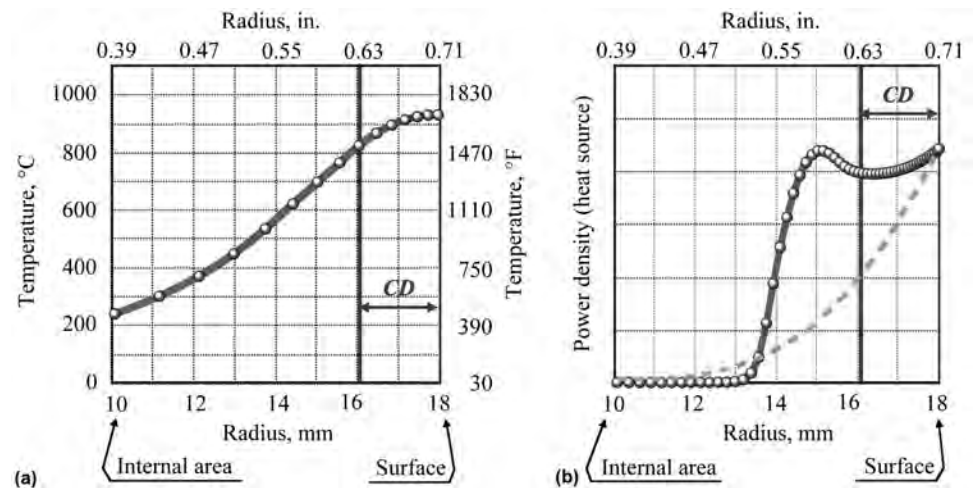 Radius, in.
0.39 0.47 0.55 0.63 0.71
1000
800
600
400
200
0
Temperature, °C
1830
1470
1110
750
390
30
Temperature, °F
CD
10 12 14 16 18
Radius, mm
(a)
Internal area
Surface
Radius, in.
0.39 0.47 0.55 0.63 0.71
Power density (heat source)
CD
10 12 14 16 18
Radius, mm
(b)
Internal area
Surface